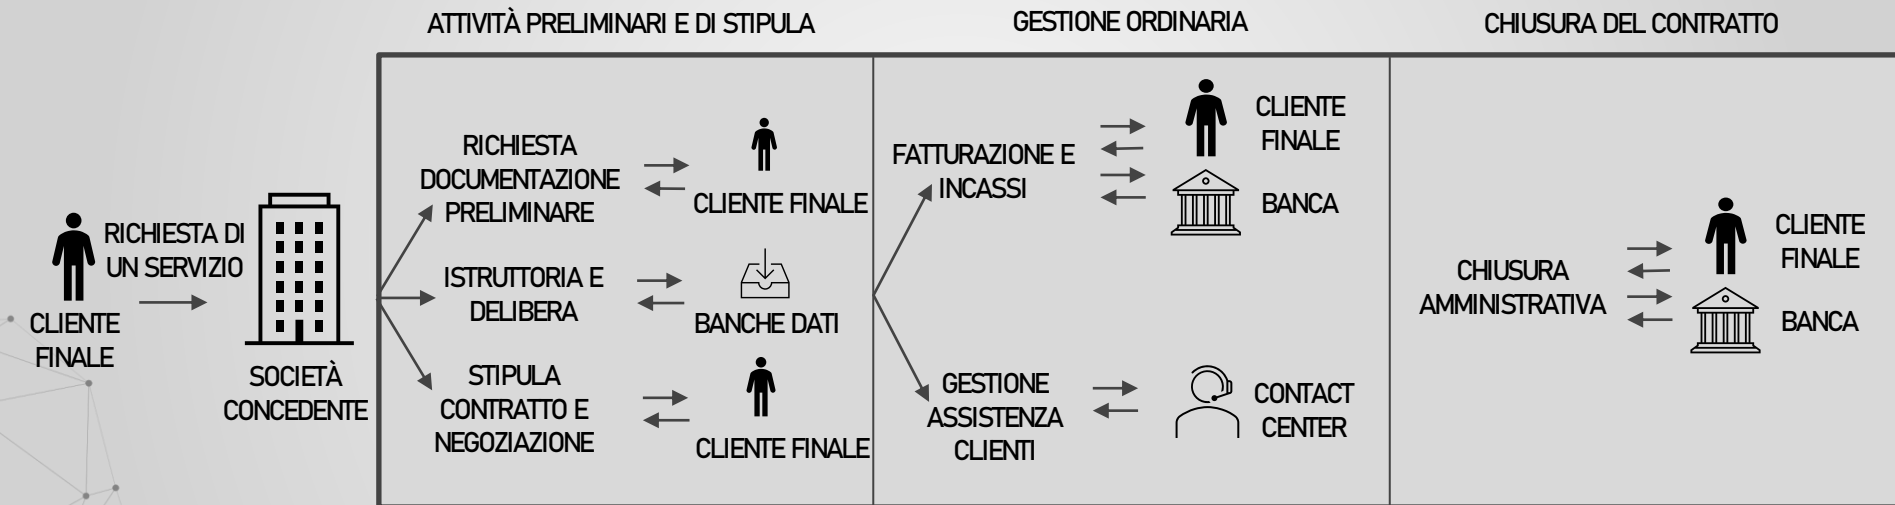 ATTIVITÀ PRELIMINARI E DI STIPULA
GESTIONE ORDINARIA
CHIUSURA DEL CONTRATTO
CLIENTE
FINALE
RICHIESTA DI
UN SERVIZIO
SOCIETÀ
CONCEDENTE
RICHIESTA
DOCUMENTAZIONE
PRELIMINARE
CLIENTE FINALE
ISTRUTTORIA E
DELIBERA
BANCHE DATI
STIPULA
CONTRATTO E
NEGOZIAZIONE
CLIENTE FINALE
FATTURAZIONE E
INCASSI
CLIENTE
FINALE
BANCA
GESTIONE
ASSISTENZA
CLIENTI
CONTACT
CENTER
CHIUSURA
AMMINISTRATIVA
CLIENTE
FINALE
BANCA